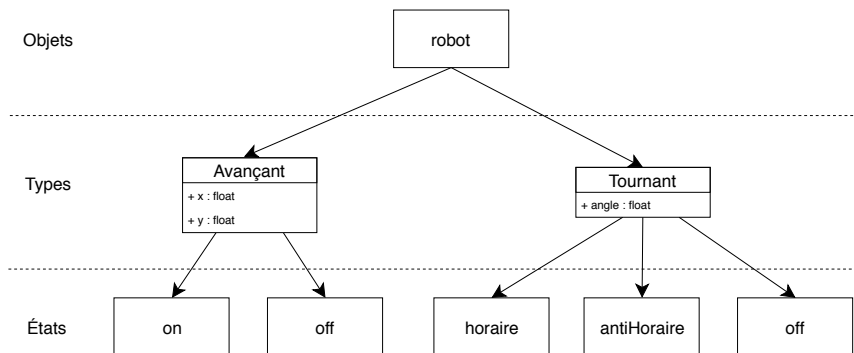 Objets
robot
Types
Avançant
+ x : float
+ y : float
Tournant
+ angle : float
États
on
off
horaire
antiHoraire
off